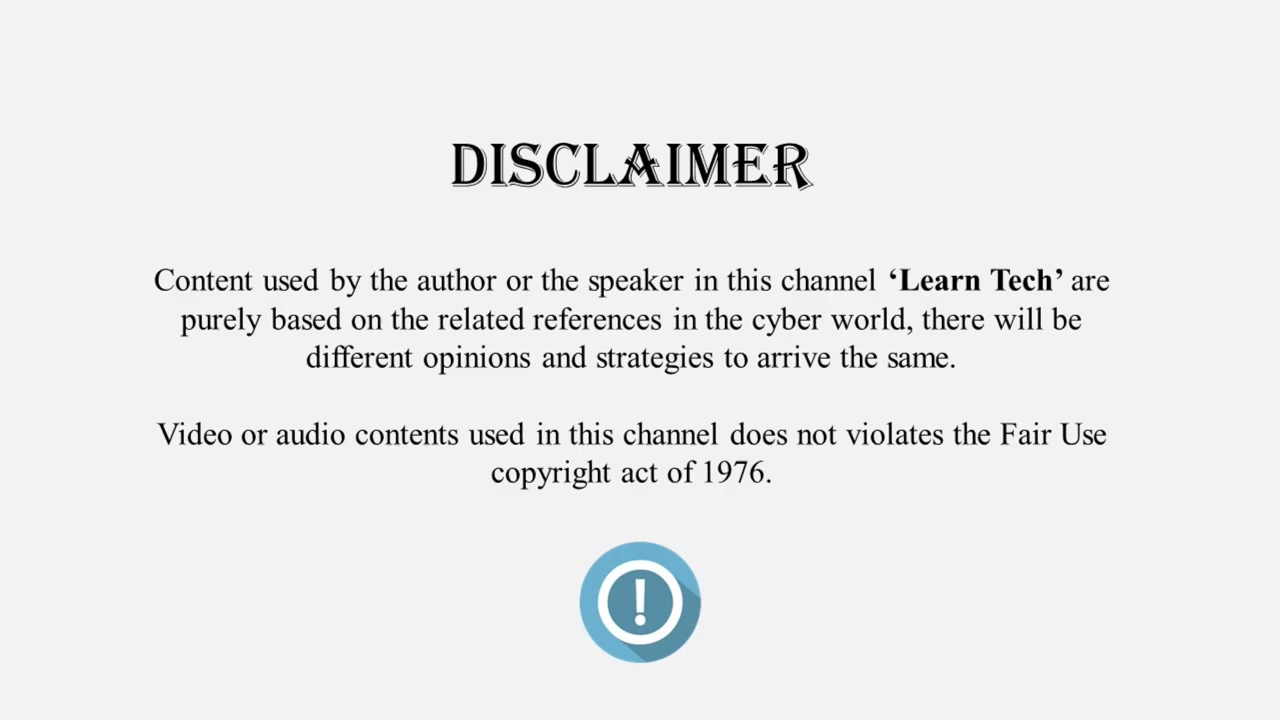 DISCLAIMER
Content used by the author or the speaker in this channel ‘Learn Tech’ are
purely based on the related references in the cyber world, there will be
different opinions and strategies to arrive the same.
Video or audio contents used in this channel does not violates the Fair Use
copyright act of 1976.